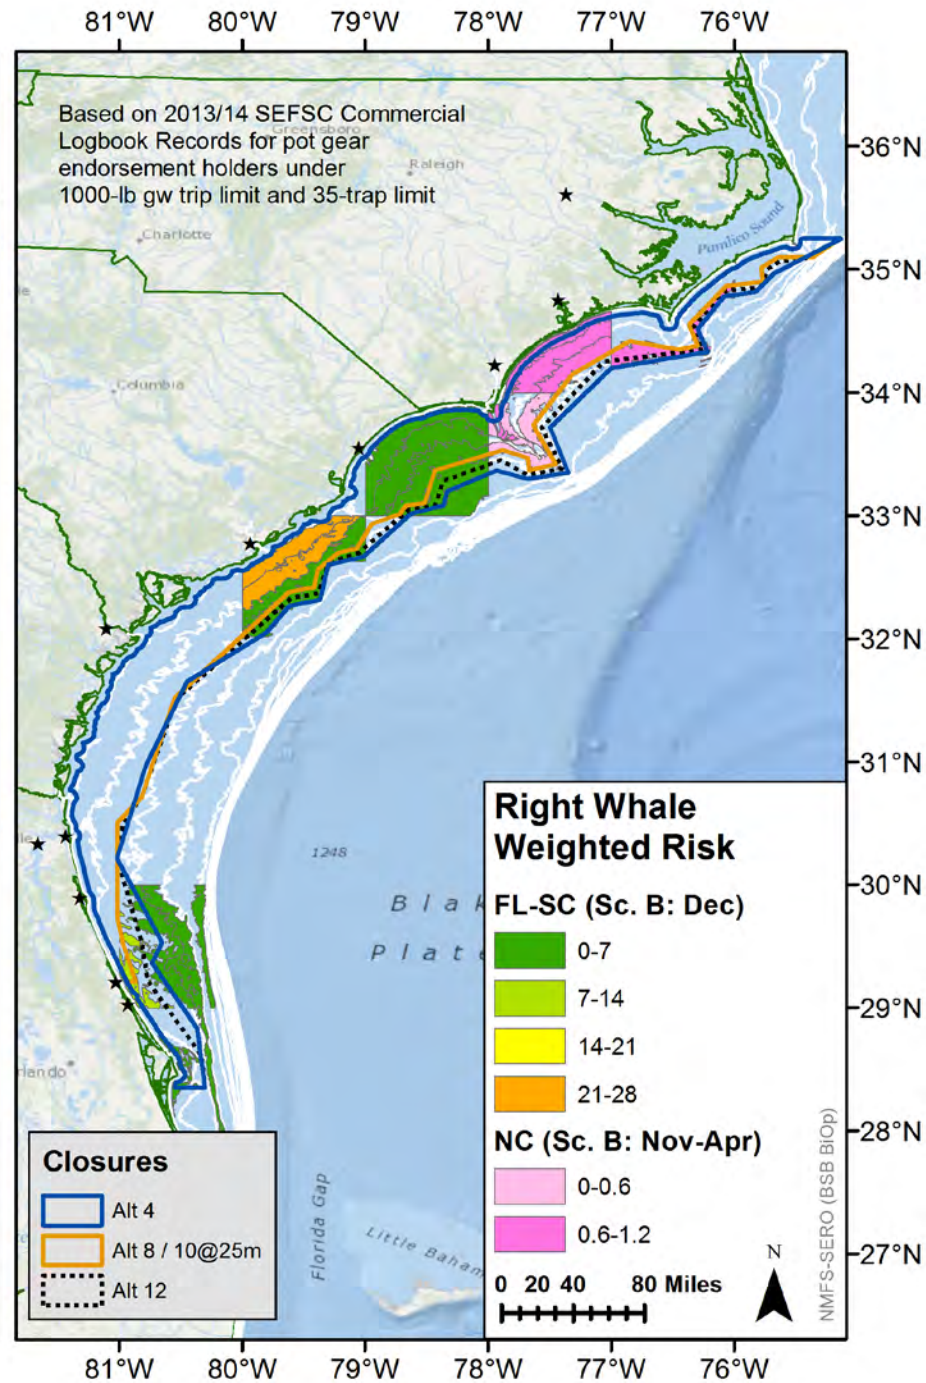 81°W 80°W 79°W 78°W 77°W 76°W
Based on 2013/14 SEFSC Commercial
Logbook Records for pot gear
endorsement holders under
1000-lb gw trip limit and 35-trap limit
Greensboro
Raleigh
Charlotte
Columbia
Pamlico Sound
36°N
35°N
34°N
33°N
32°N
31°N
30°N
29°N
28°N
27°N
1248
Blak
Plate
Florida Gap
Little Baham
Right Whale
Weighted Risk
FL-SC (Sc. B: Dec)
0-7
7-14
14-21
21-28
NC (Sc. B: Nov-Apr)
0-0.6
0.6-1.2
0 20 40 80 Miles
N
NMFS-SERO (BSB BiOp)
Closures
Alt 4
Alt 8 / 10@25m
Alt 12
81°W 80°W 79°W 78°W 77°W 76°W